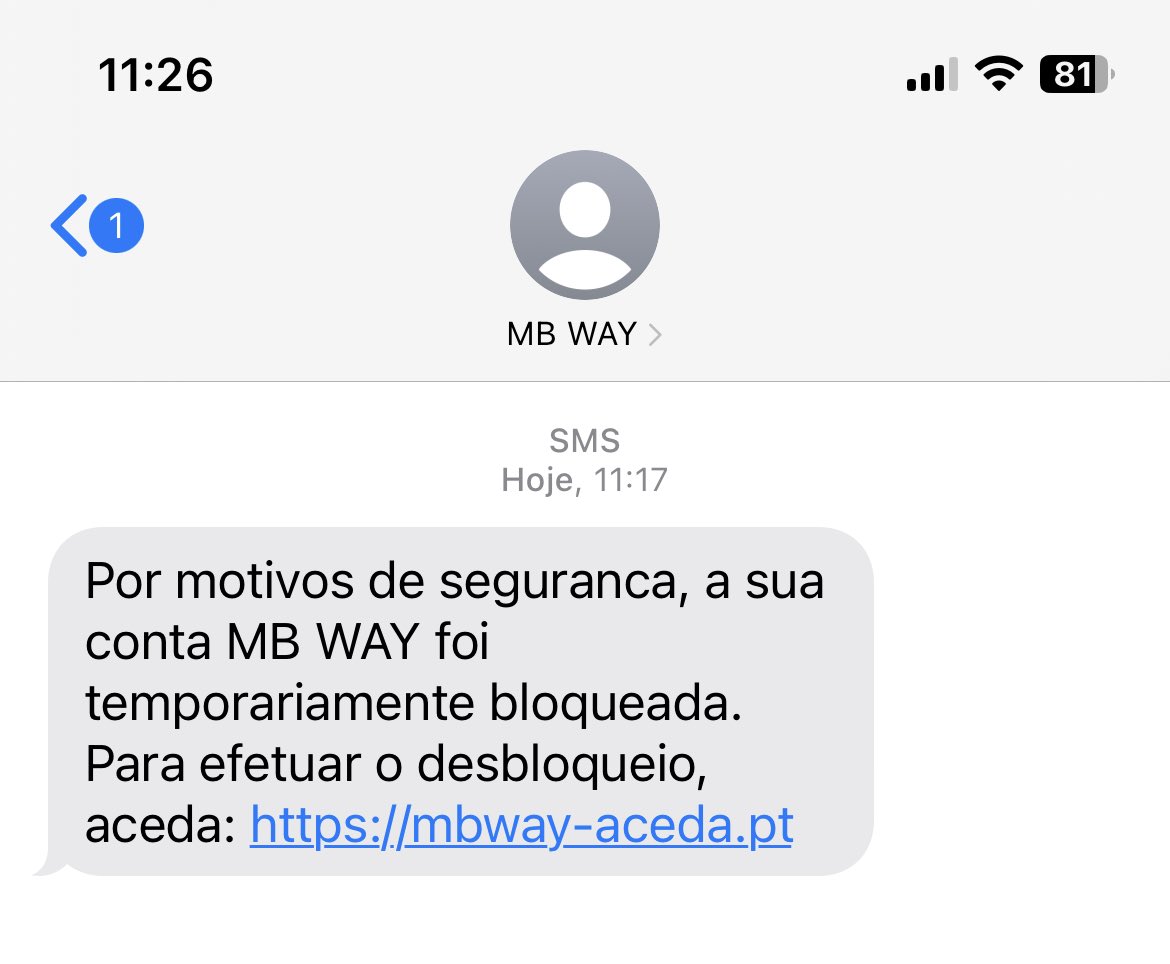 11:26
81
1
MB WAY
SMS
Hoje, 11:17
Por motivos de seguranca, a sua
conta MB WAY foi
temporariamente bloqueada.
Para efetuar o desbloqueio,
aceda: https://mbway-aceda.pt